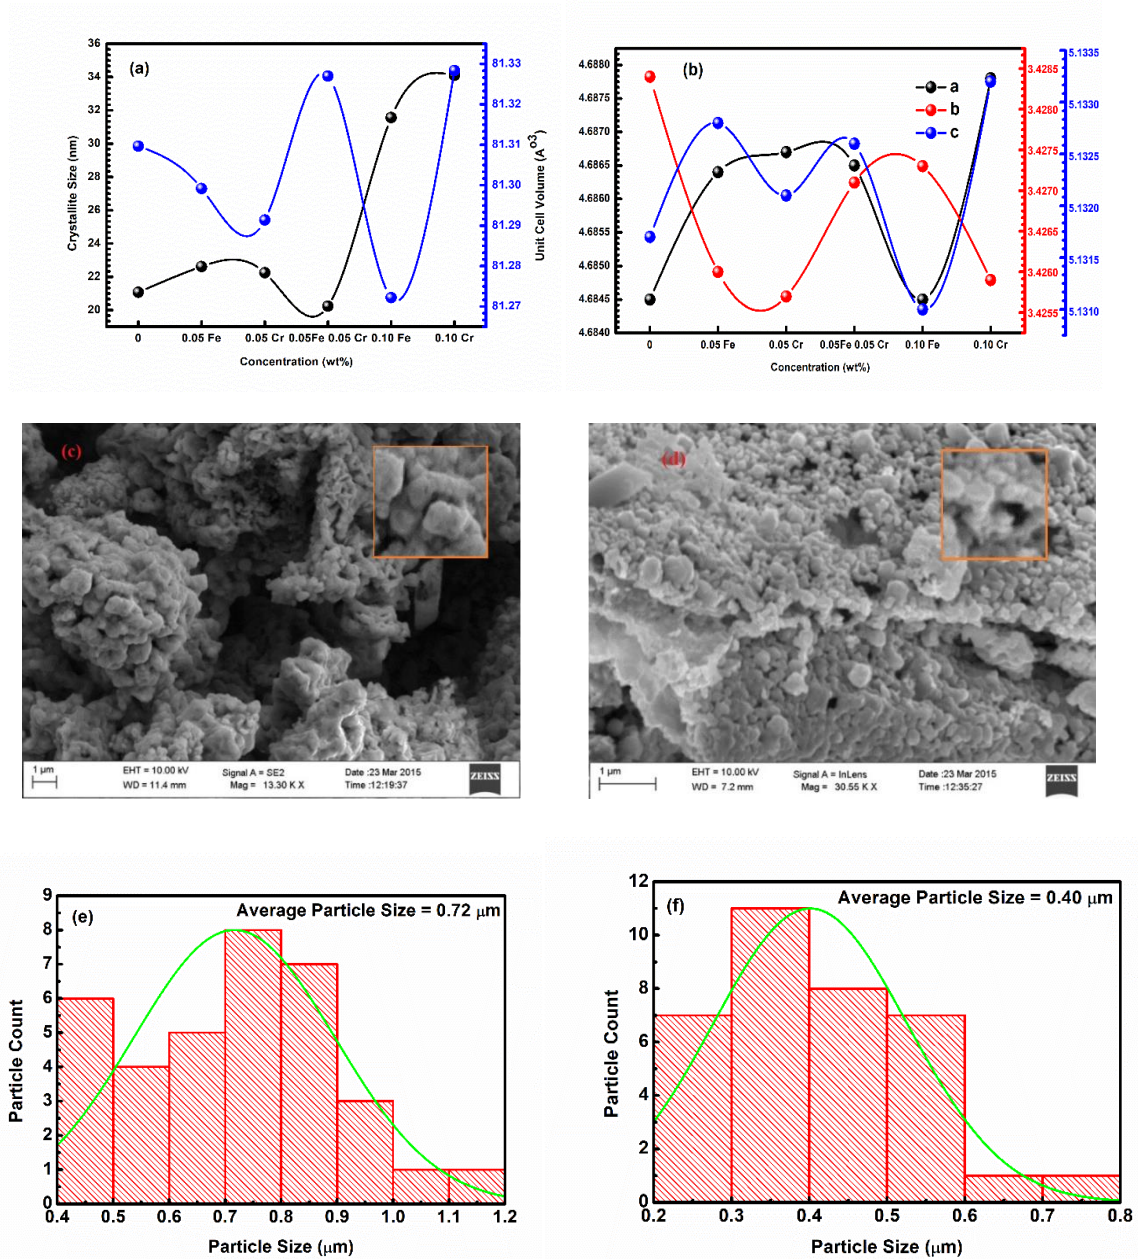 (a)
Crystallite Size (nm)
36
34
32
30
28
26
24
22
20
0
0.05 Fe
0.05 Cr
0.05Fe 0.05 Cr
0.10 Fe
0.10 Cr
Concentration (wt%)
81.33
81.32
81.31
81.30
81.29
81.28
81.27
Unit Cell Volume (A°3)
(b)
4.6880
4.6875
4.6870
4.6865
4.6860
4.6855
4.6850
4.6845
4.6840
a
b
c
0
0.05 Fe
0.05 Cr
0.05Fe 0.05 Cr
0.10 Fe
0.10 Cr
Concentration (wt%)
3.4285
3.4280
3.4275
3.4270
3.4265
3.4260
3.4255
5.1335
5.1330
5.1325
5.1320
5.1315
5.1310
(c)
1 µm
EHT = 10.00 kV
WD = 11.4 mm
Signal A = SE2
Mag = 13.30 K X
Date :23 Mar 2015
Time :12:19:37
ZEISS
(d)
1 µm
EHT = 10.00 kV
WD = 7.2 mm
Signal A = InLens
Mag = 30.55 K X
Date :23 Mar 2015
Time :12:35:27
ZEISS
(e)
Average Particle Size = 0.72 µm
Particle Count
9
8
7
6
5
4
3
2
1
0
0.4 0.5 0.6 0.7 0.8 0.9 1.0 1.1 1.2
Particle Size (µm)
(f)
Average Particle Size = 0.40 µm
Particle Count
12
10
8
6
4
2
0
0.2 0.3 0.4 0.5 0.6 0.7 0.8
Particle Size (µm)